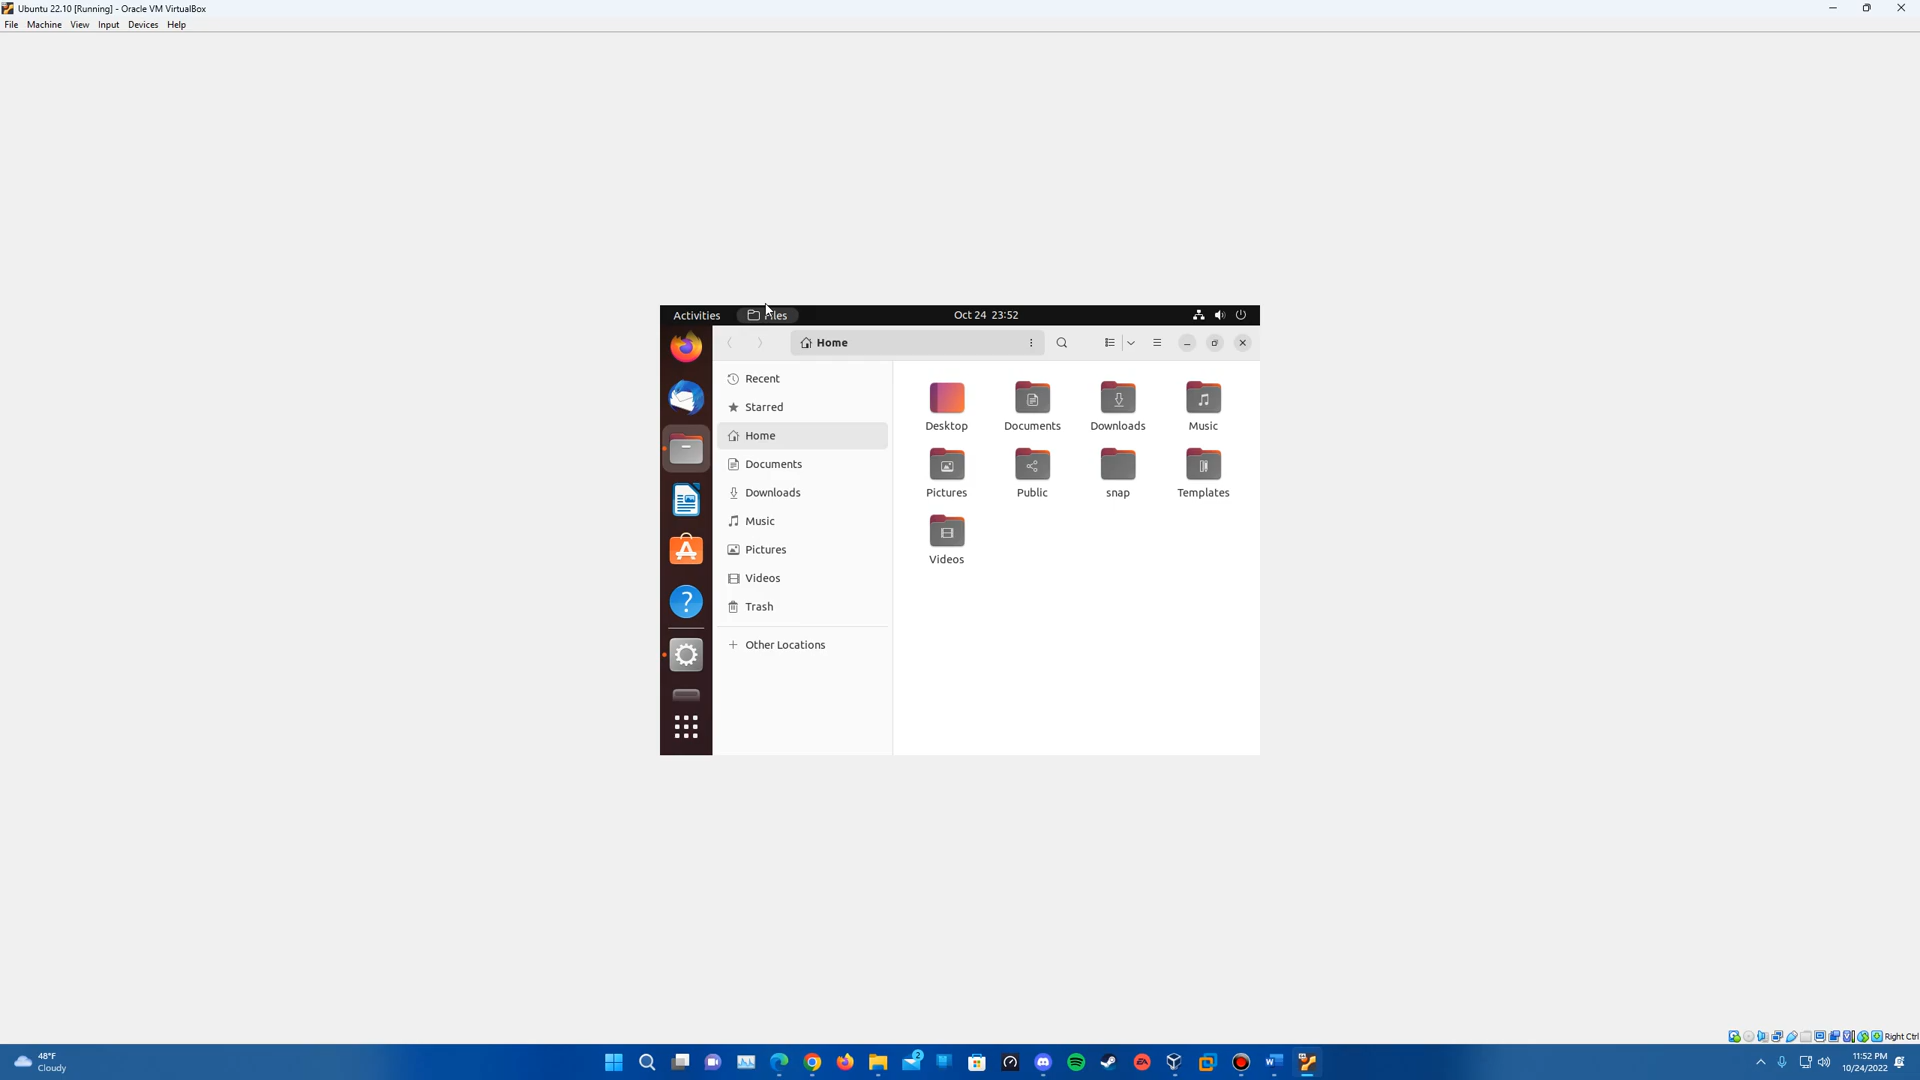 Ubuntu 22.10 [Running] - Oracle VM VirtualBox
File Machine View Input Devices Help
Activities Files Oct 24 23:52
Home
Recent
Starred
Home
Documents
Downloads
Music
Pictures
Videos
Trash
Other Locations
Desktop Documents Downloads Music
Pictures Public snap Templates
Videos
Right Ctrl
48°F
Cloudy
2
11:52 PM
10/24/2022